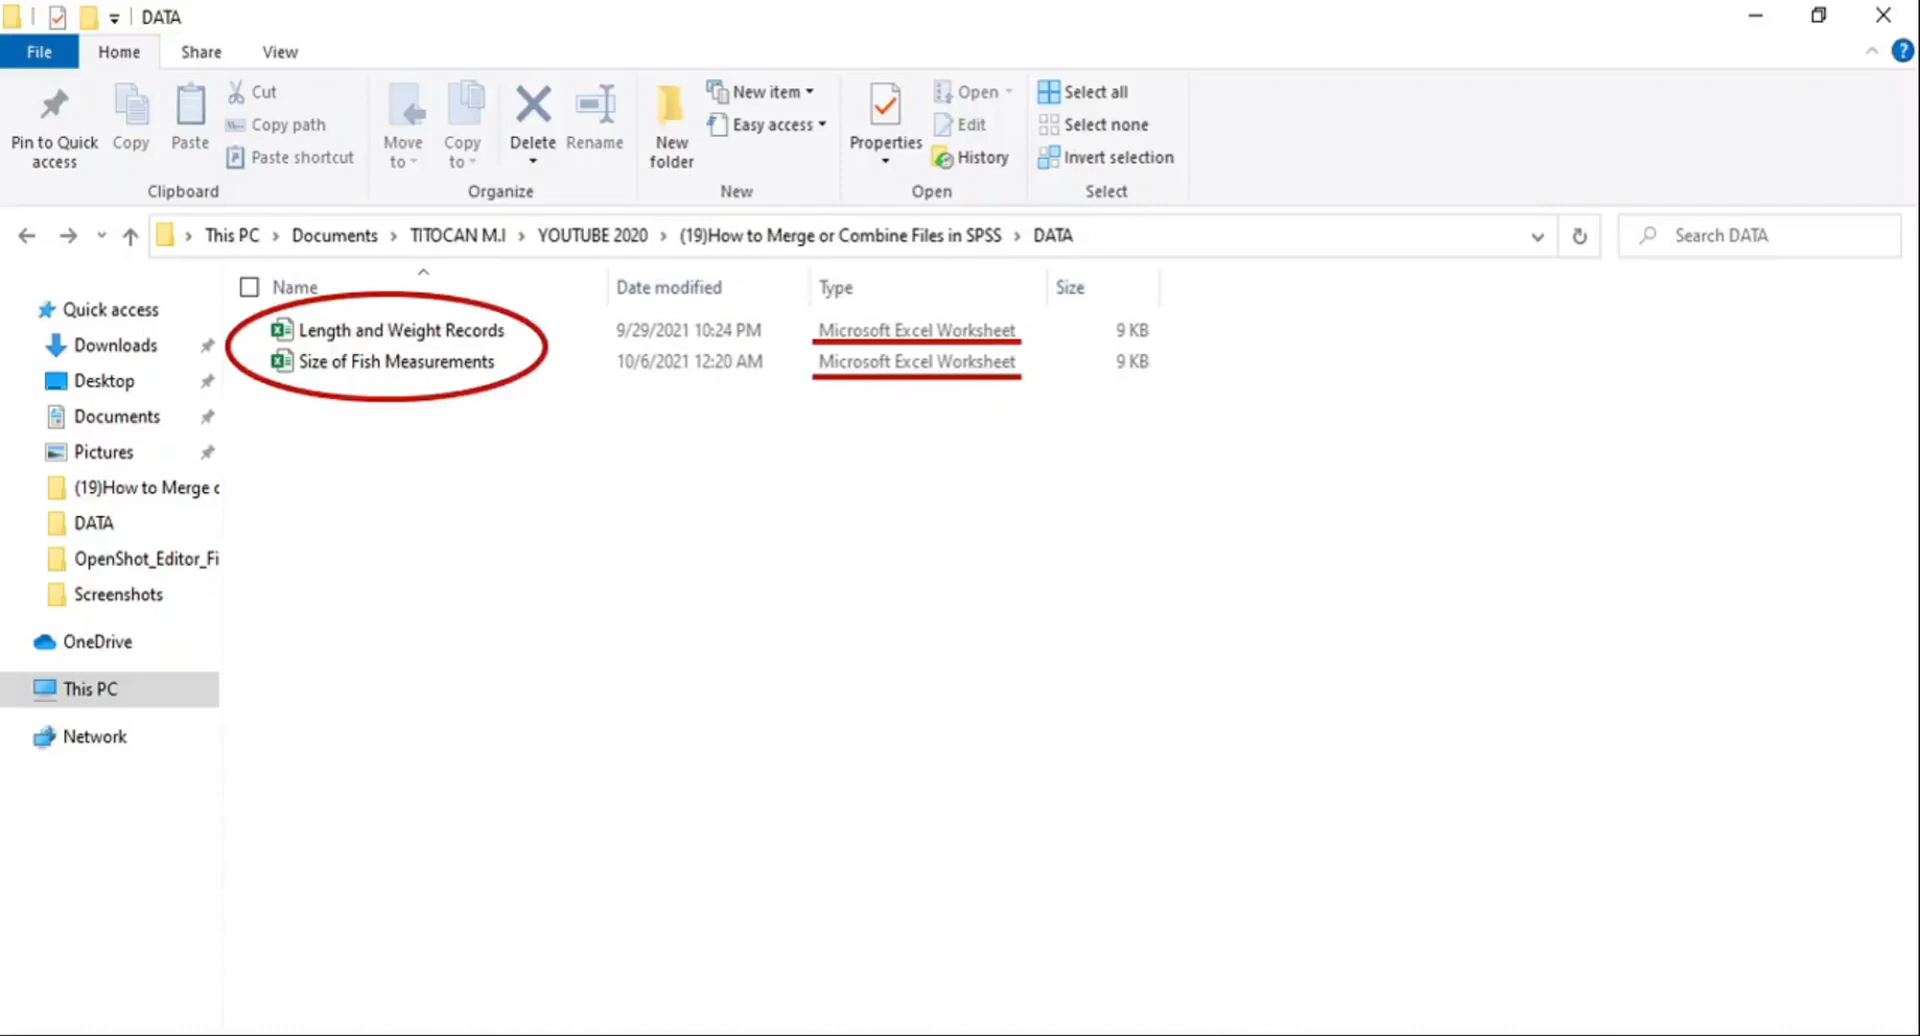 DATA
File Home Share View
Pin to Quick access
Copy
Paste
Cut
Copy path
Paste shortcut
Clipboard
Move to
Copy to
Delete
Rename
Organize
New folder
New item
Easy access
New
Properties
Open
Edit
History
Open
Select all
Select none
Invert selection
Select
This PC › Documents › TITOCAN M.I › YOUTUBE 2020 › (19)How to Merge or Combine Files in SPSS › DATA
Search DATA
Name Date modified Type Size
Length and Weight Records 9/29/2021 10:24 PM Microsoft Excel Worksheet 9 KB
Size of Fish Measurements 10/6/2021 12:20 AM Microsoft Excel Worksheet 9 KB
Quick access
Downloads
Desktop
Documents
Pictures
(19)How to Merge
DATA
OpenShot_Editor_Fi
Screenshots
OneDrive
This PC
Network